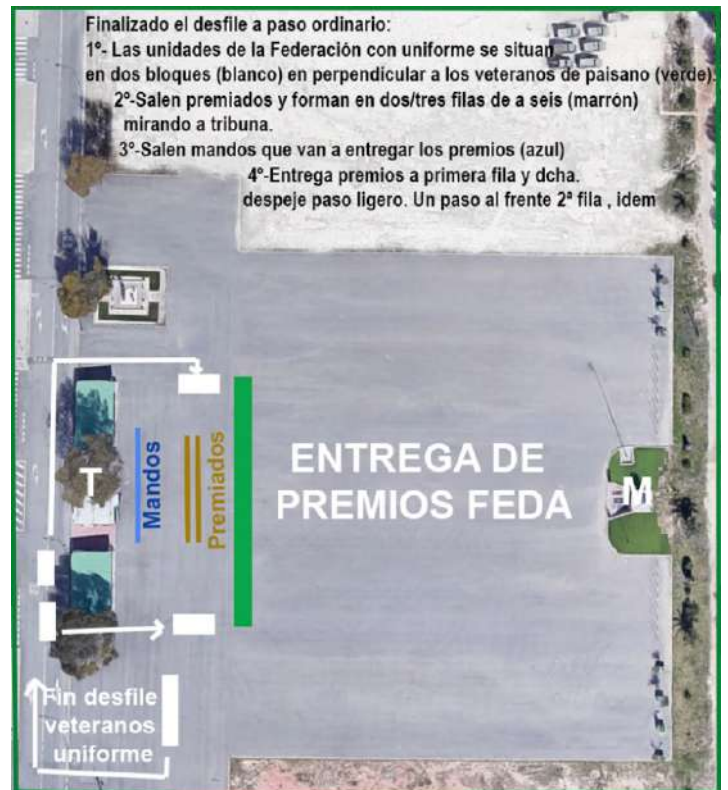 Finalizado el desfile a paso ordinario:
1º- Las unidades de la Federación con uniforme se situan
en dos bloques (blanco) en perpendicular a los veteranos de paisano (verde).
2º-Salen premiados y forman en dos/tres filas de a seis (marrón)
mirando a tribuna.
3º-Salen mandos que van a entregar los premios (azul)
4º-Entrega premios a primera fila y dcha.
despeje paso ligero. Un paso al frente 2ª fila , idem
T
Mandos
Premiados
ENTREGA DE
PREMIOS FEDA
M
Fin desfile
veteranos
uniforme